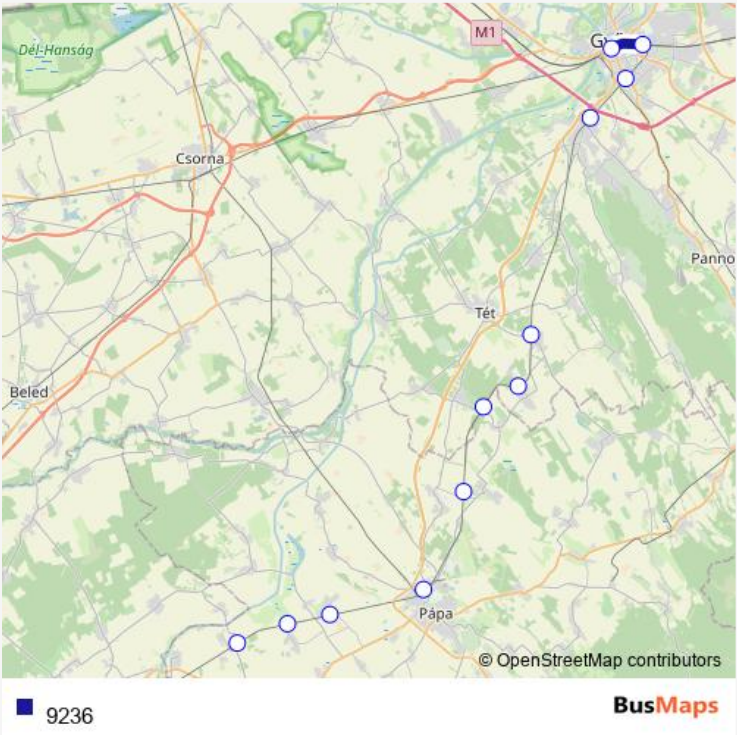 Dél-Hanság
M1
Csorna
Panno
Tét
Beled
Pápa
© OpenStreetMap contributors
9236
BusMaps